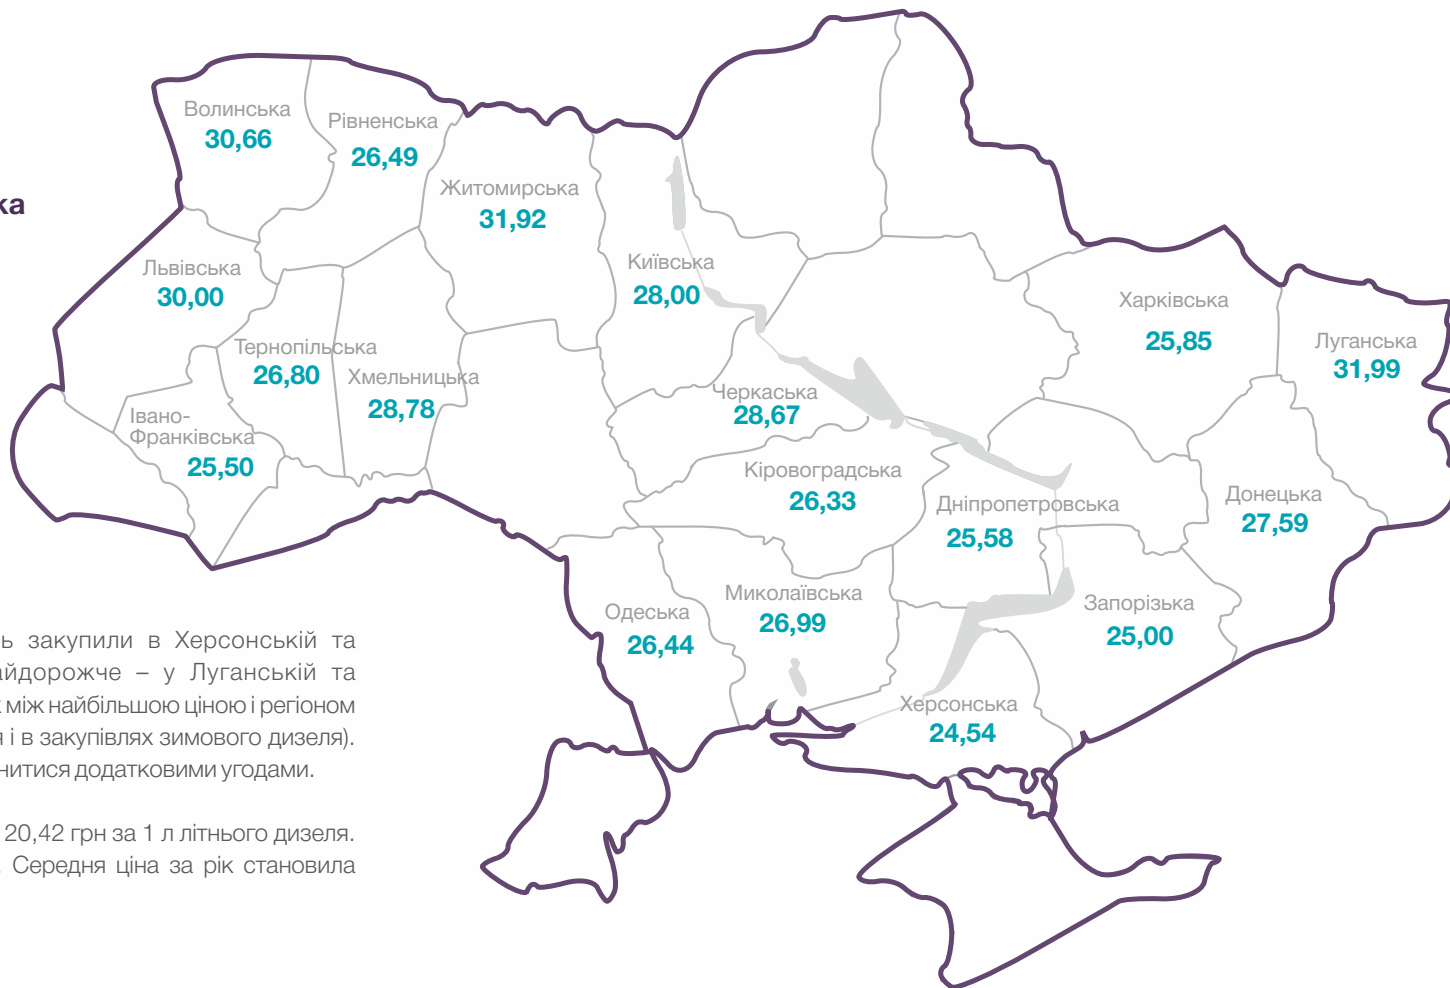 Волинська
30,66
Рівненська
26,49
Житомирська
31,92
ка
Київська
28,00
Львівська
30,00
Харківська
25,85
Луганська
31,99
Тернопільська
26,80
Хмельницька
28,78
Черкаська
28,67
Івано-
Франківська
25,50
Кіровоградська
26,33
Дніпропетровська
25,58
Донецька
27,59
Миколаївська
26,99
Запорізька
25,00
Одеська
26,44
Херсонська
24,54
ь закупили в Херсонській та
айдорожче – у Луганській та
між найбільшою ціною і регіоном
я і в закупівлях зимового дизеля).
нитися додатковими угодами.
20,42 грн за 1 л літнього дизеля.
. Середня ціна за рік становила